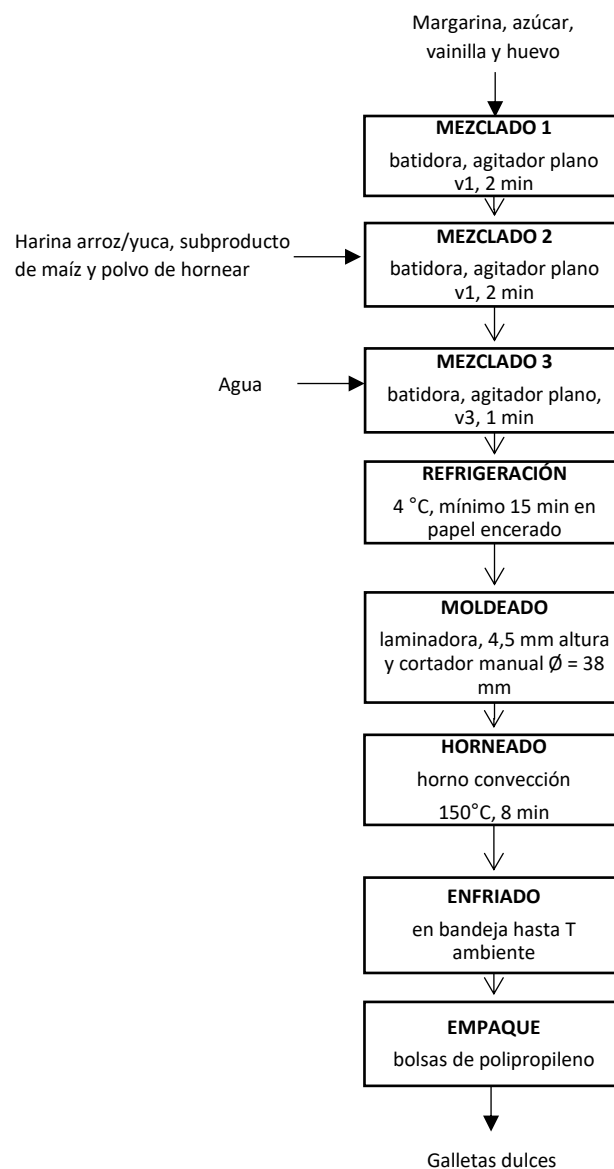 Margarina, azúcar,
vainilla y huevo
MEZCLADO 1
batidora, agitador plano
v1, 2 min
Harina arroz/yuca, subproducto
de maíz y polvo de hornear
MEZCLADO 2
batidora, agitador plano
v1, 2 min
Agua
MEZCLADO 3
batidora, agitador plano,
v3, 1 min
REFRIGERACIÓN
4 °C, mínimo 15 min en
papel encerado
MOLDEADO
laminadora, 4,5 mm altura
y cortador manual Ø = 38
mm
HORNEADO
horno convección
150°C, 8 min
ENFRIADO
en bandeja hasta T
ambiente
EMPAQUE
bolsas de polipropileno
Galletas dulces